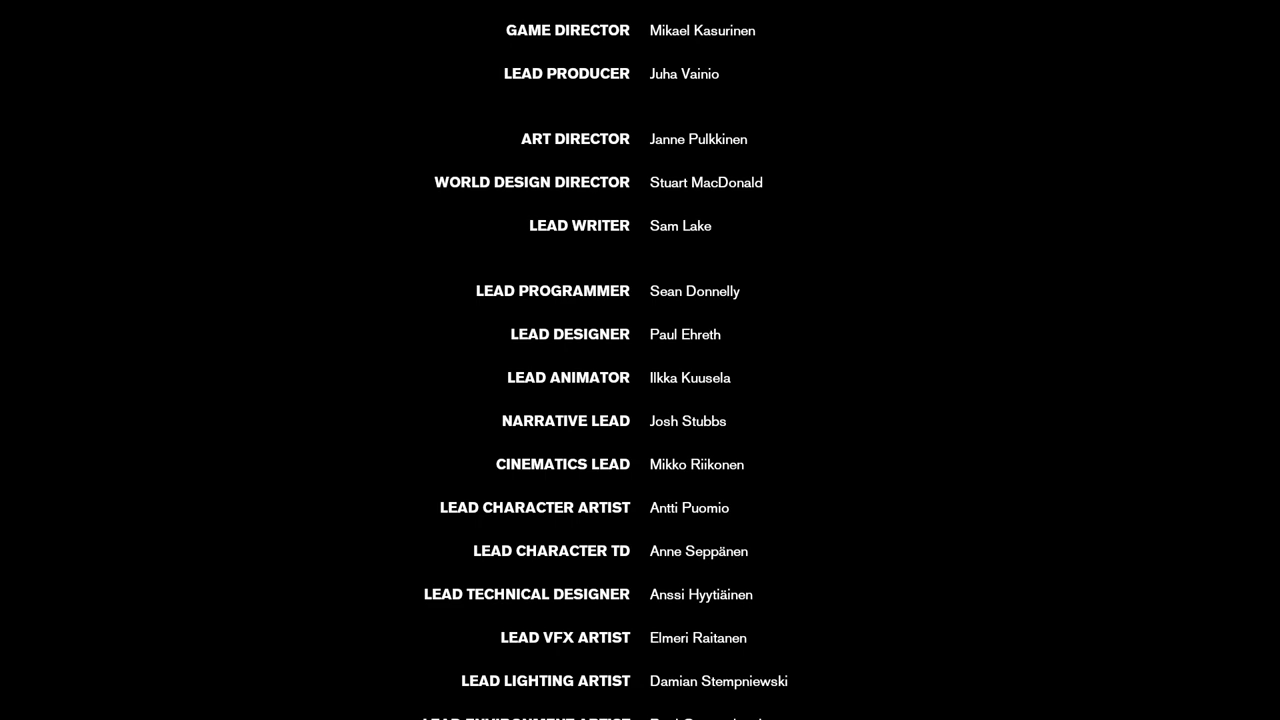 GAME DIRECTOR Mikael Kasurinen
LEAD PRODUCER Juha Vainio
ART DIRECTOR Janne Pulkkinen
WORLD DESIGN DIRECTOR Stuart MacDonald
LEAD WRITER Sam Lake
LEAD PROGRAMMER Sean Donnelly
LEAD DESIGNER Paul Ehreth
LEAD ANIMATOR Ilkka Kuusela
NARRATIVE LEAD Josh Stubbs
CINEMATICS LEAD Mikko Riikonen
LEAD CHARACTER ARTIST Antti Puomio
LEAD CHARACTER TD Anne Seppänen
LEAD TECHNICAL DESIGNER Anssi Hyytiäinen
LEAD VFX ARTIST Elmeri Raitanen
LEAD LIGHTING ARTIST Damian Stempniewski
LEAD ENVIRONMENT ARTIST